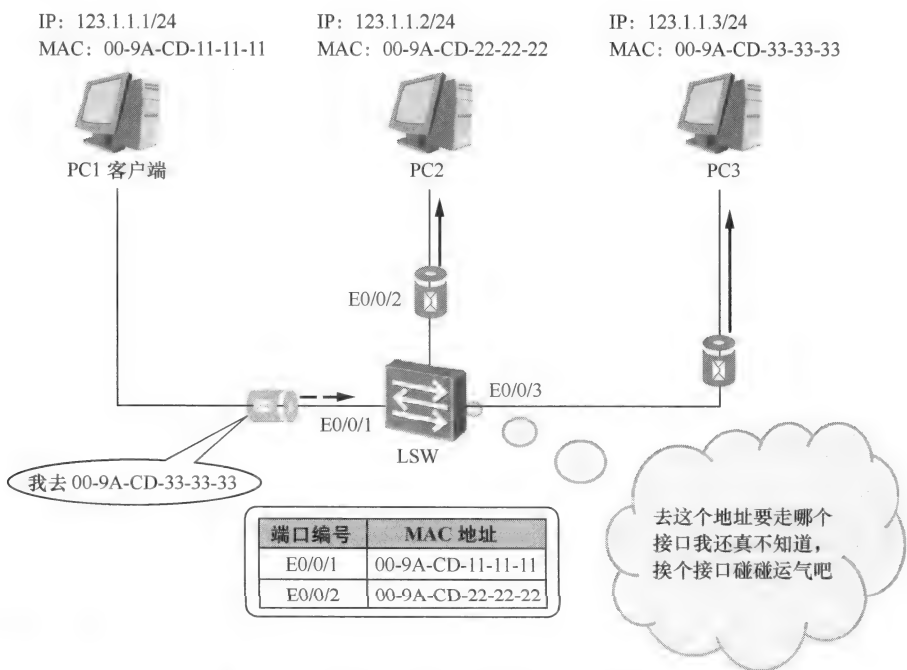 IP：123.1.1.1/24
MAC：00-9A-CD-11-11-11
IP：123.1.1.2/24
MAC：00-9A-CD-22-22-22
IP：123.1.1.3/24
MAC：00-9A-CD-33-33-33
PC1 客户端
PC2
PC3
E0/0/2
E0/0/3
E0/0/1
LSW
我去 00-9A-CD-33-33-33
去这个地址要走哪个
接口我还真不知道，
挨个接口碰碰运气吧
端口编号 MAC 地址
E0/0/1 00-9A-CD-11-11-11
E0/0/2 00-9A-CD-22-22-22